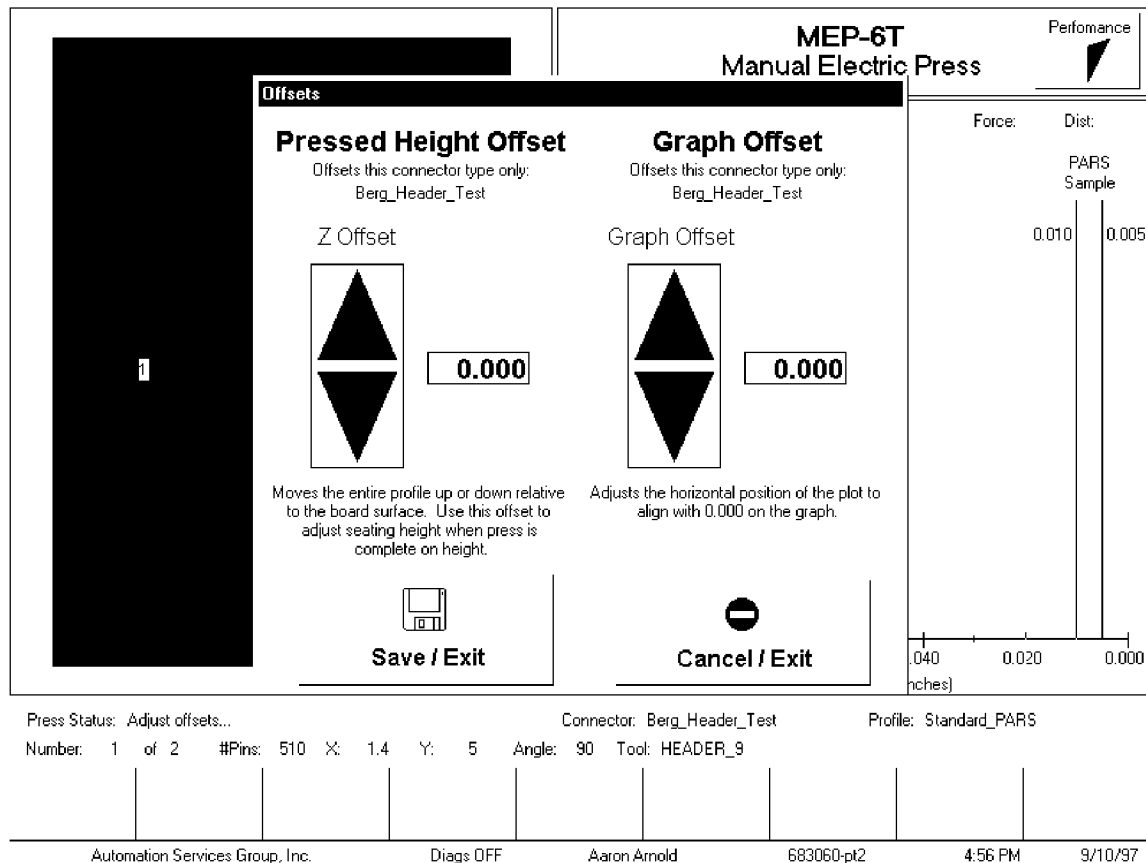 MEP-6T
Manual Electric Press
Perfomance
Offsets
Pressed Height Offset
Offsets this connector type only:
Berg_Header_Test
Z Offset
0.000
Moves the entire profile up or down relative
to the board surface. Use this offset to
adjust seating height when press is
complete on height.
Graph Offset
Offsets this connector type only:
Berg_Header_Test
Graph Offset
0.000
Adjusts the horizontal position of the plot to
align with 0.000 on the graph.
Save / Exit
Cancel / Exit
1
Force: Dist:
PARS
Sample
0.010 0.005
.040 0.020 0.000
nches)
Press Status: Adjust offsets... Connector: Berg_Header_Test Profile: Standard_PARS
Number: 1 of 2 #Pins: 510 X: 1.4 Y: 5 Angle: 90 Tool: HEADER_9
Automation Services Group, Inc. Diags OFF Aaron Arnold 683060-pt2 4:56 PM 9/10/97